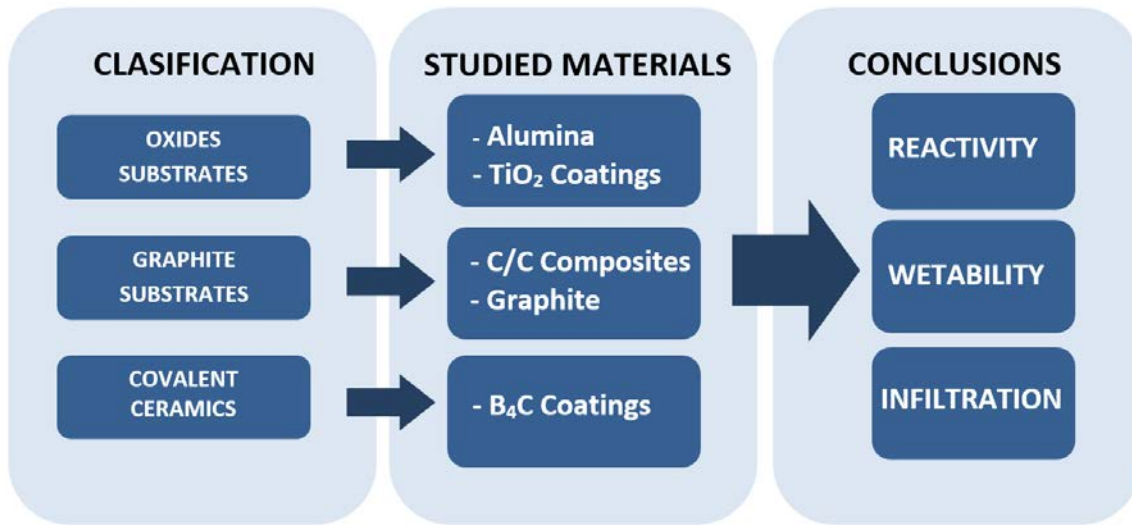 CLASIFICATION
OXIDES
SUBSTRATES
GRAPHITE
SUBSTRATES
COVALENT
CERAMICS
STUDIED MATERIALS
- Alumina
- TiO₂ Coatings
- C/C Composites
- Graphite
- B₄C Coatings
CONCLUSIONS
REACTIVITY
WETABILITY
INFILTRATION